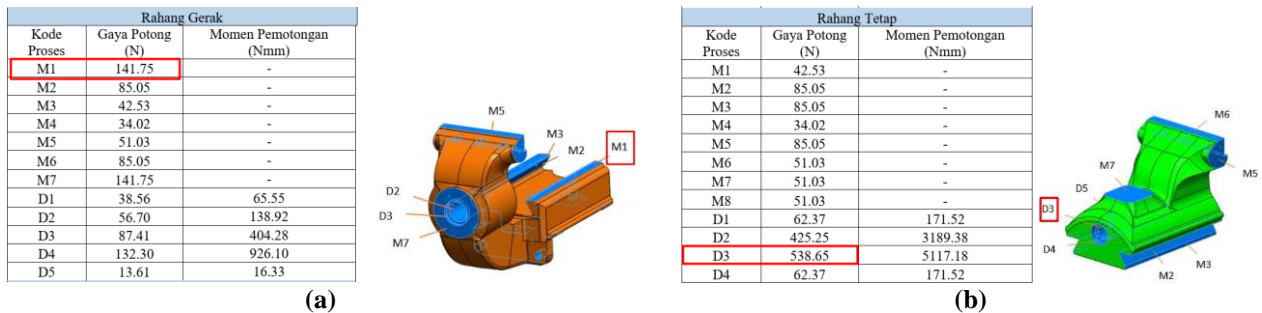 Rahang Gerak
Kode Proses Gaya Potong (N) Momen Pemotongan (Nmm)
M1 141.75 -
M2 85.05 -
M3 42.53 -
M4 34.02 -
M5 51.03 -
M6 85.05 -
M7 141.75 -
D1 38.56 65.55
D2 56.70 138.92
D3 87.41 404.28
D4 132.30 926.10
D5 13.61 16.33
M5
M3
M2
M1
D2
D3
M7
(a)
Rahang Tetap
Kode Proses Gaya Potong (N) Momen Pemotongan (Nmm)
M1 42.53 -
M2 85.05 -
M3 85.05 -
M4 34.02 -
M5 85.05 -
M6 51.03 -
M7 51.03 -
M8 51.03 -
D1 62.37 171.52
D2 425.25 3189.38
D3 538.65 5117.18
D4 62.37 171.52
M6
M7
M5
D5
D3
D4
M3
M2
(b)